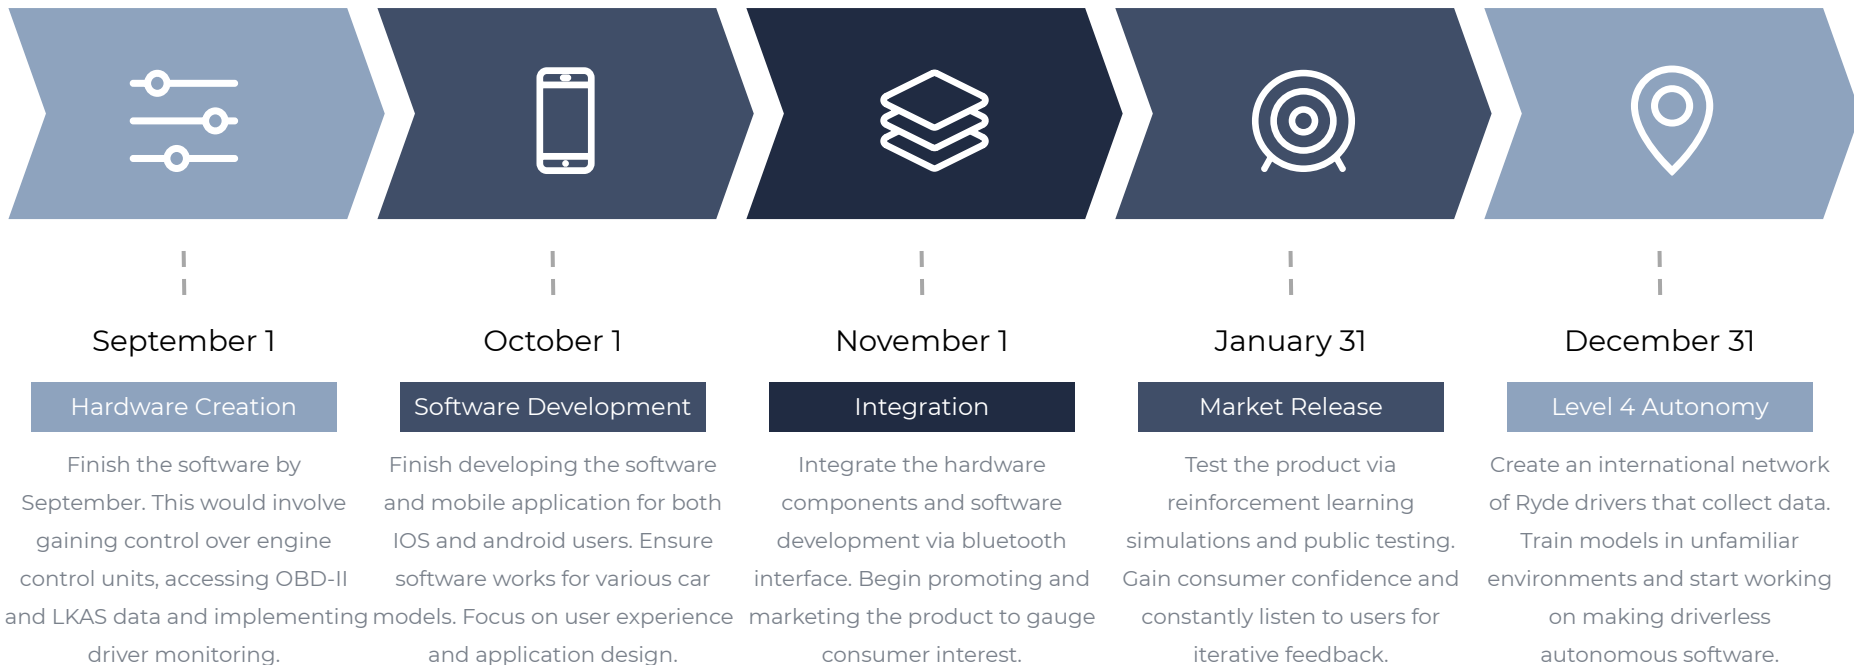 September 1
Hardware Creation
Finish the software by
September. This would involve
gaining control over engine
control units, accessing OBD-II
and LKAS data and implementing
driver monitoring.
October 1
Software Development
Finish developing the software
and mobile application for both
IOS and android users. Ensure
software works for various car
models. Focus on user experience
and application design.
November 1
Integration
Integrate the hardware
components and software
development via bluetooth
interface. Begin promoting and
marketing the product to gauge
consumer interest.
January 31
Market Release
Test the product via
reinforcement learning
simulations and public testing.
Gain consumer confidence and
constantly listen to users for
iterative feedback.
December 31
Level 4 Autonomy
Create an international network
of Ryde drivers that collect data.
Train models in unfamiliar
environments and start working
on making driverless
autonomous software.